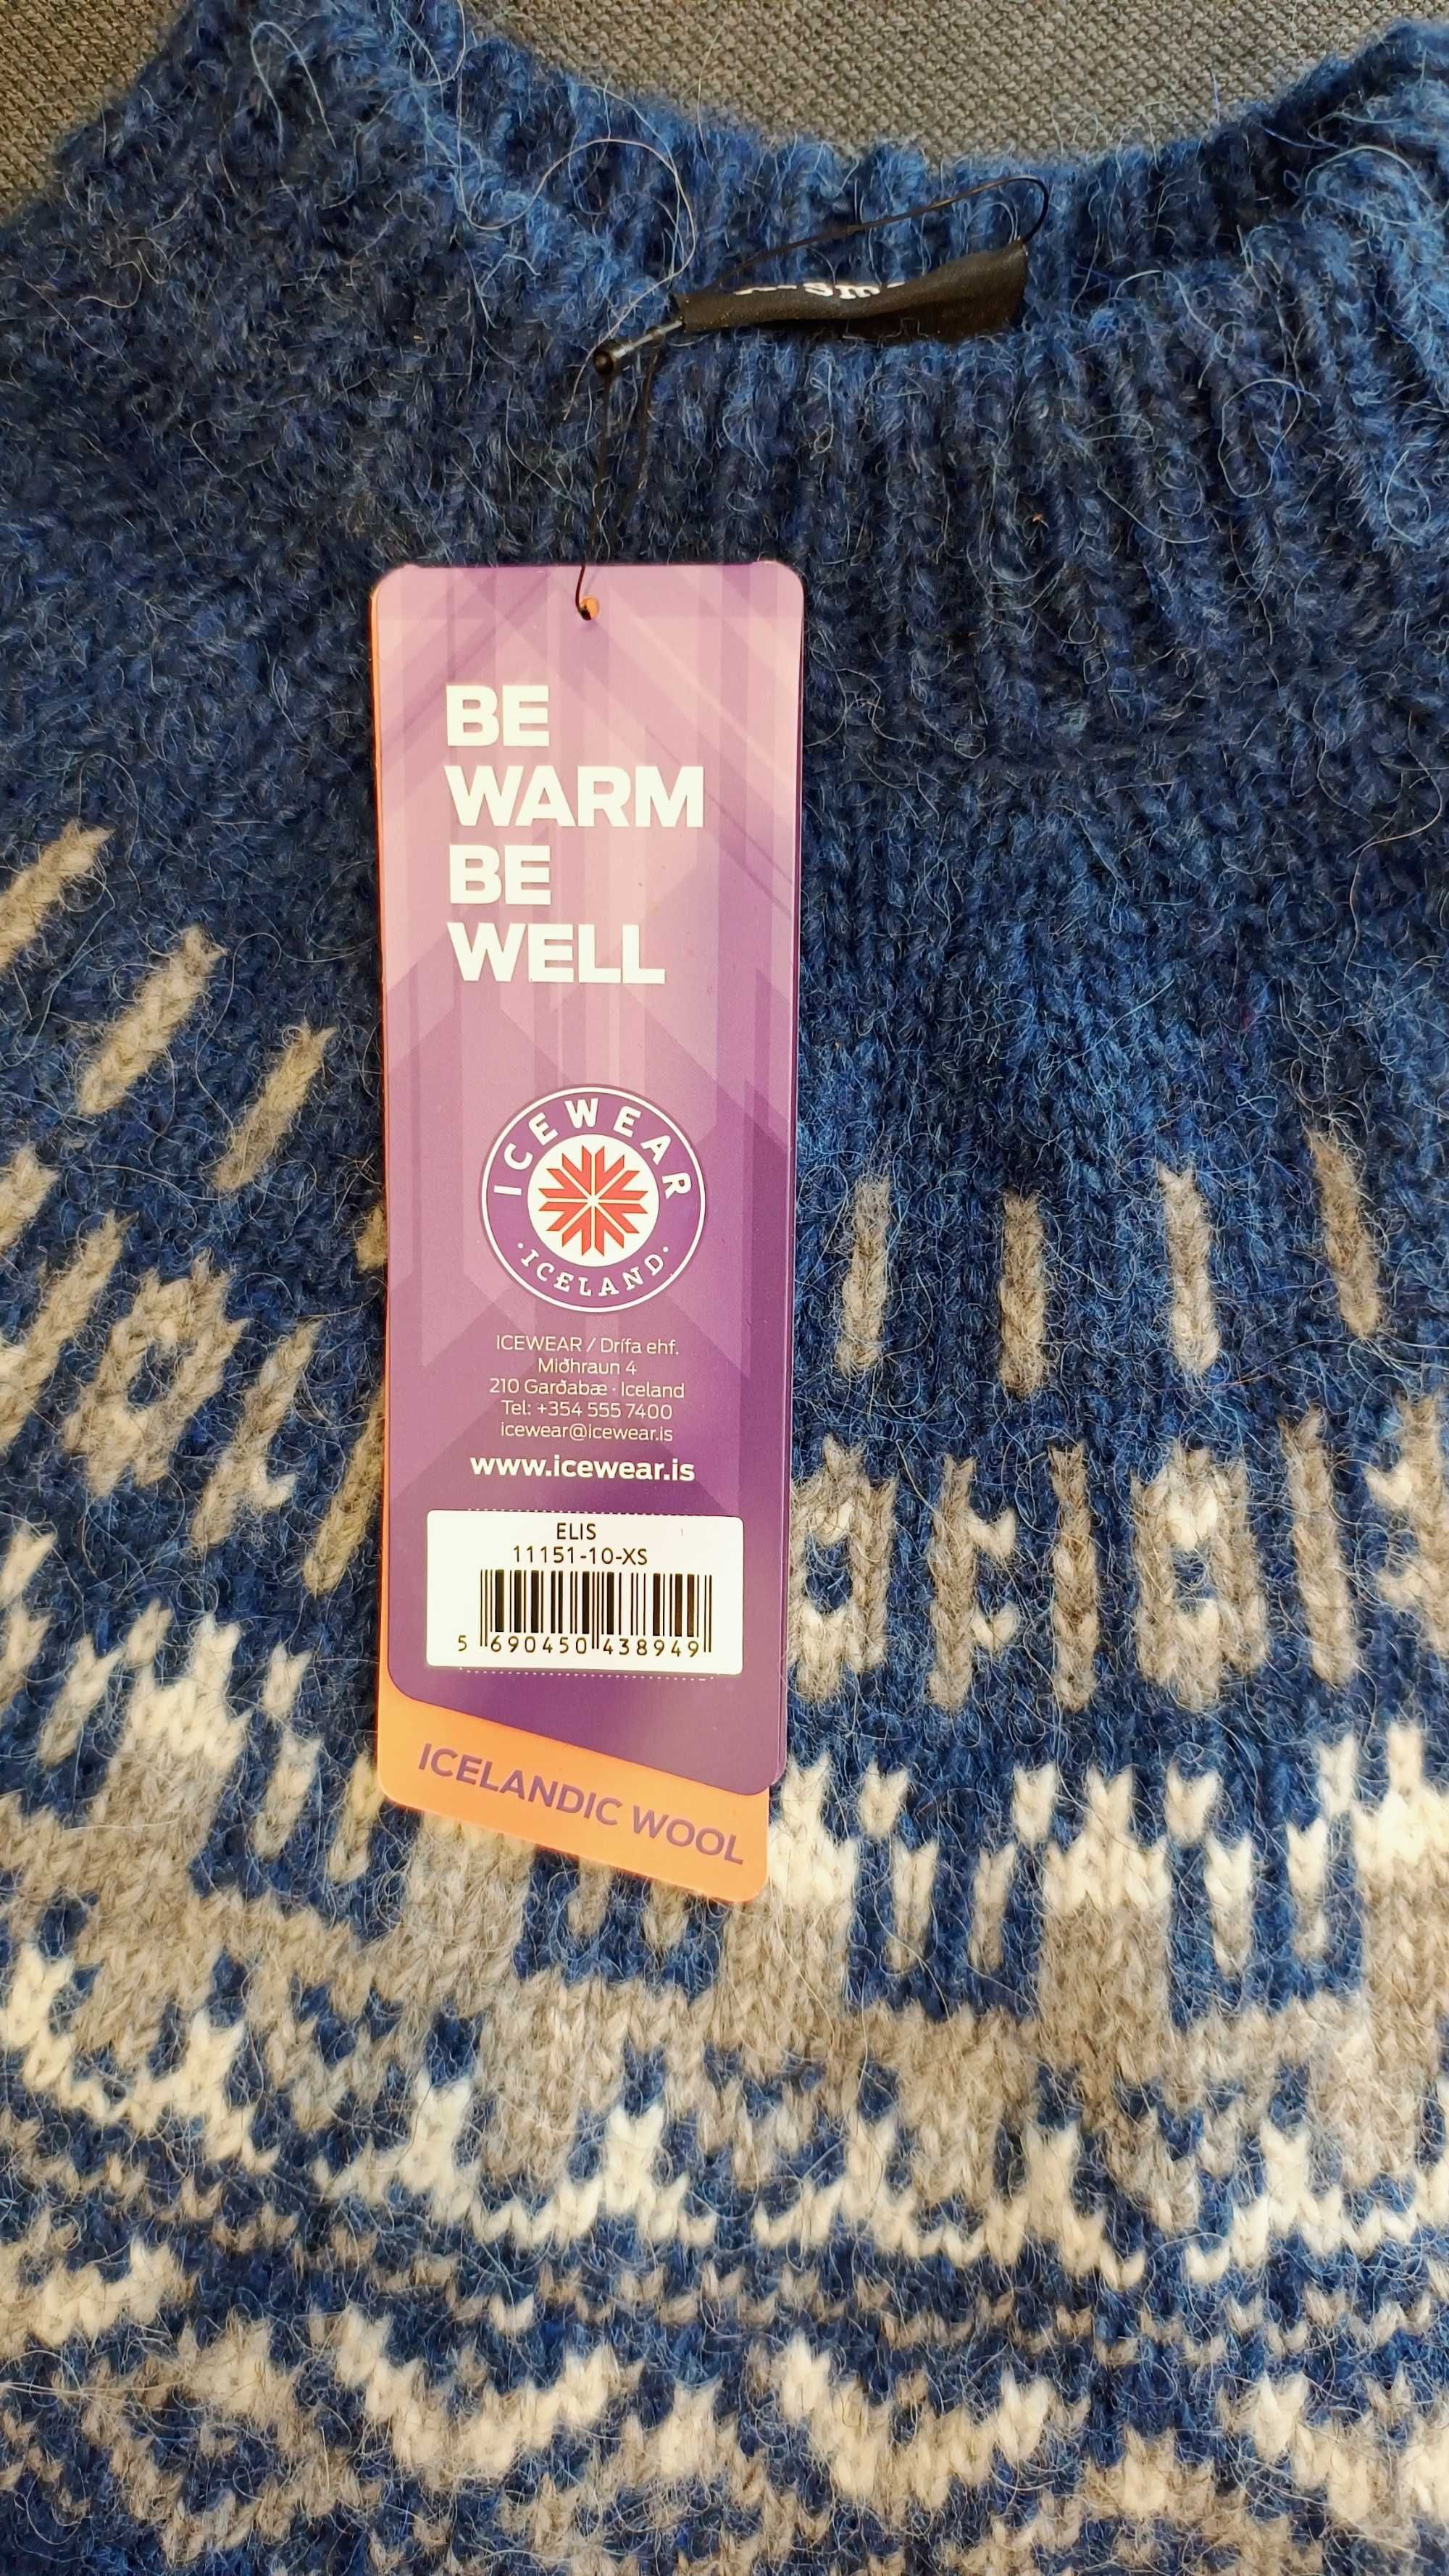 BE
WARM
BE
WELL
ICEWEAR
·ICELAND·
ICEWEAR / Drífa ehf.
Miðhraun 4
210 Garðabæ · Iceland
Tel: +354 555 7400
icewear@icewear.is
www.icewear.is
ELIS
11151-10-XS
5 690450 438949
ICELANDIC WOOL